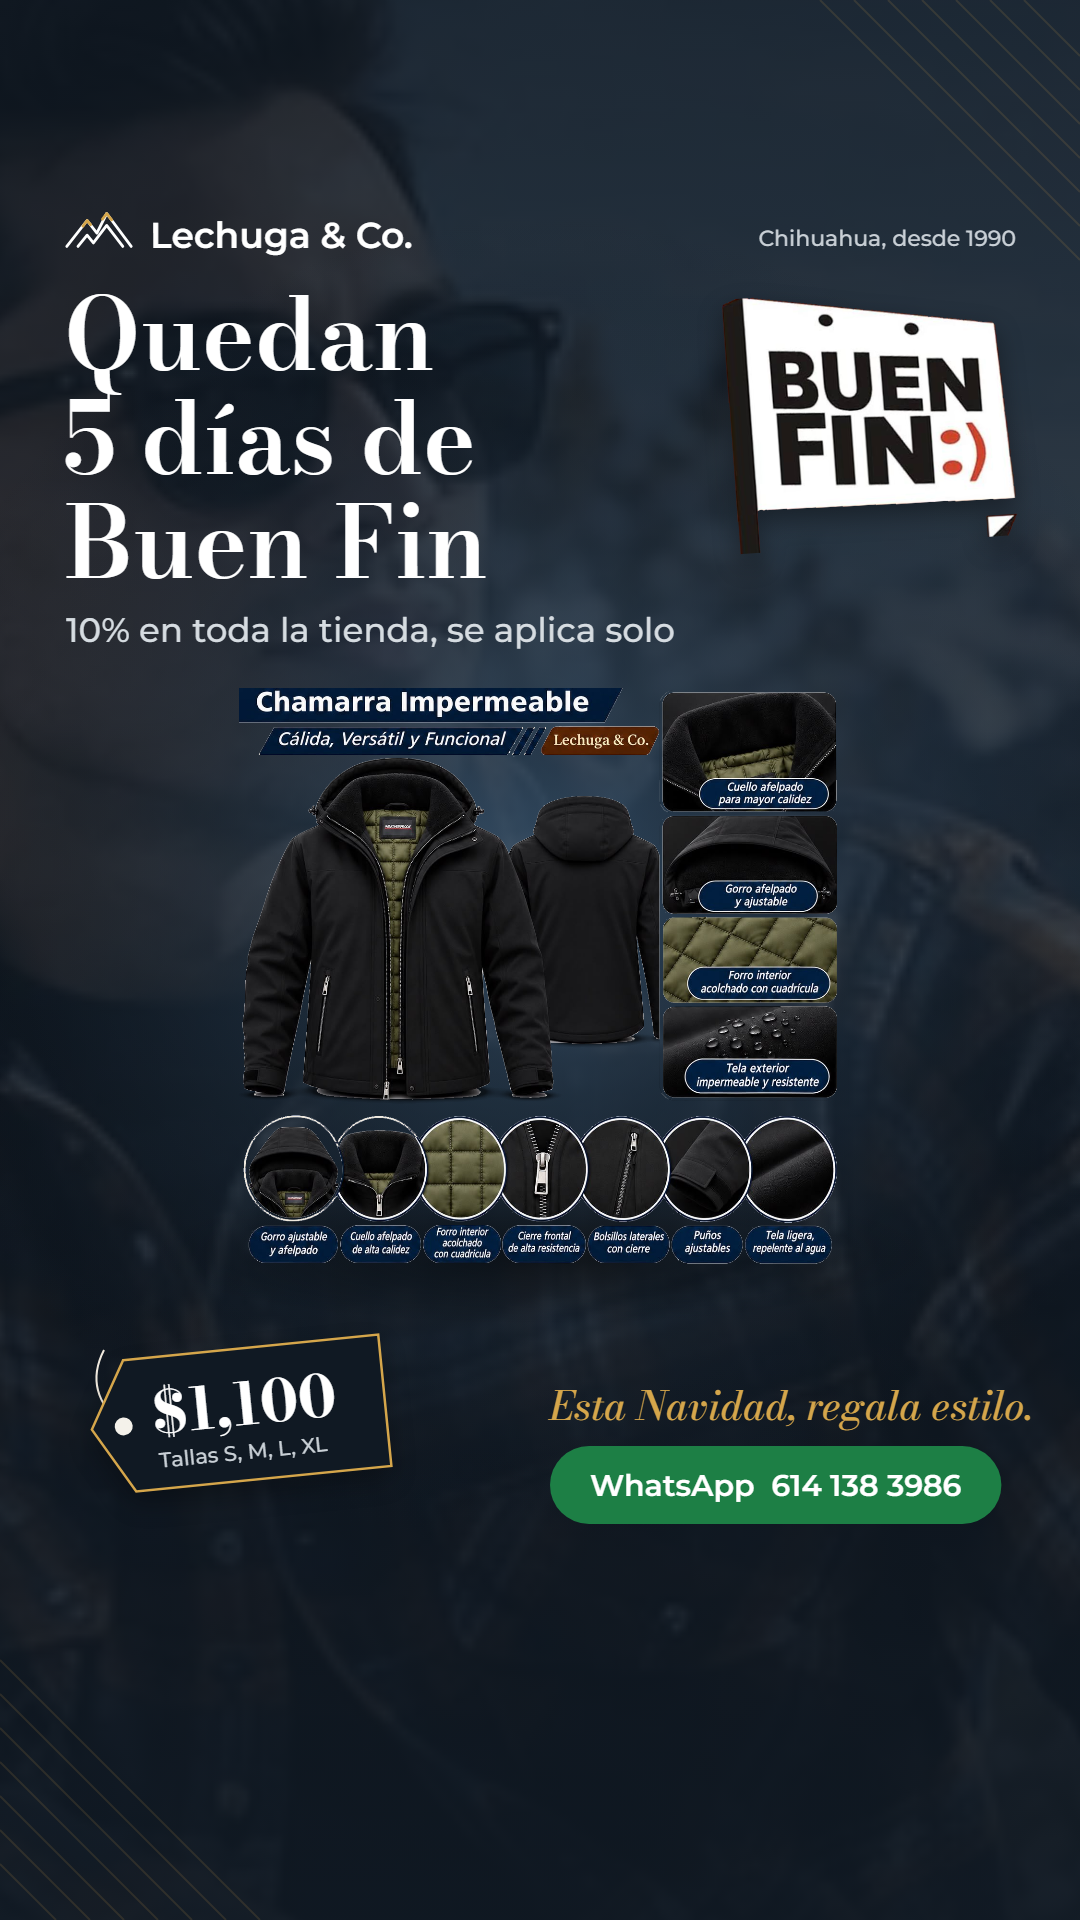 Lechuga & Co.
Chihuahua, desde 1990
Quedan
5 días de
Buen Fin
BUEN
FIN:)
10% en toda la tienda, se aplica solo
Chamarra Impermeable
Cálida, Versátil y Funcional
Lechuga & Co.
Cuello afelpado
para mayor calidez
Gorro afelpado
y ajustable
Forro interior
acolchado con cuadrícula
Tela exterior
impermeable y resistente
Gorro ajustable
y afelpado
Cuello afelpado
de alta calidez
Forro interior
acolchado
con cuadrícula
Cierre frontal
de alta resistencia
Bolsillos laterales
con cierre
Puños
ajustables
Tela ligera,
repelente al agua
$1,100
Tallas S, M, L, XL
Esta Navidad, regala estilo.
WhatsApp 614 138 3986